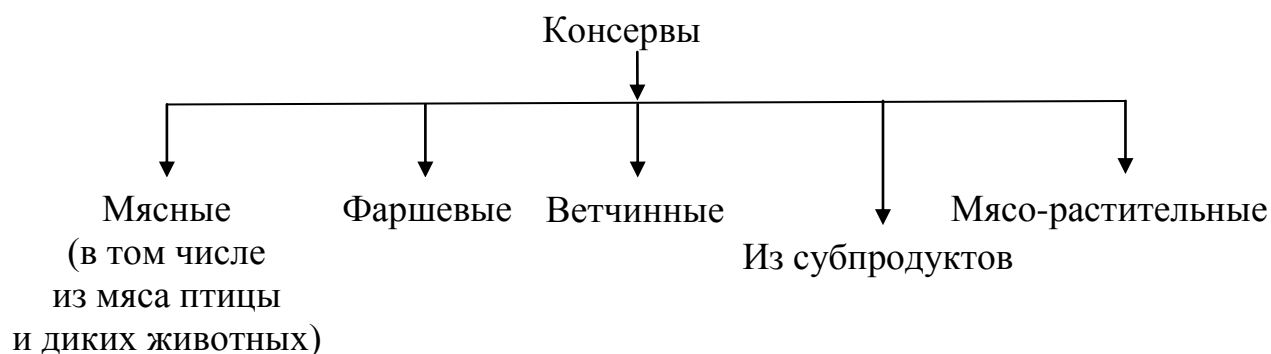 Консервы
Мясные
(в том числе
из мяса птицы
и диких животных)
Фаршевые
Ветчинные
Из субпродуктов
Мясо-растительные